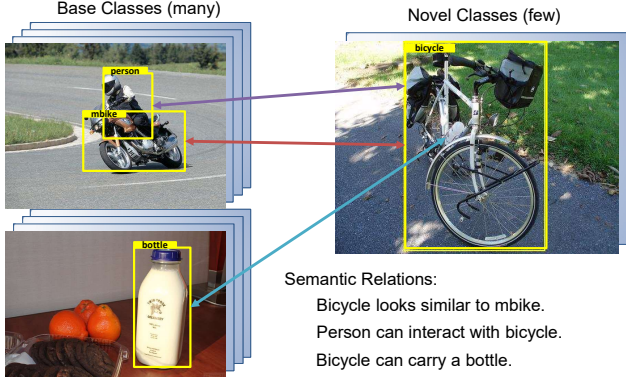 Base Classes (many)
Novel Classes (few)
person
mbike
bicycle
bottle
Semantic Relations:
Bicycle looks similar to mbike.
Person can interact with bicycle.
Bicycle can carry a bottle.